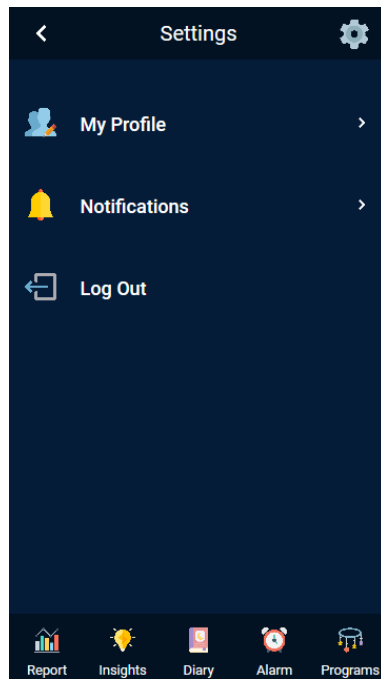 Settings
My Profile
Notifications
Log Out
Report Insights Diary Alarm Programs